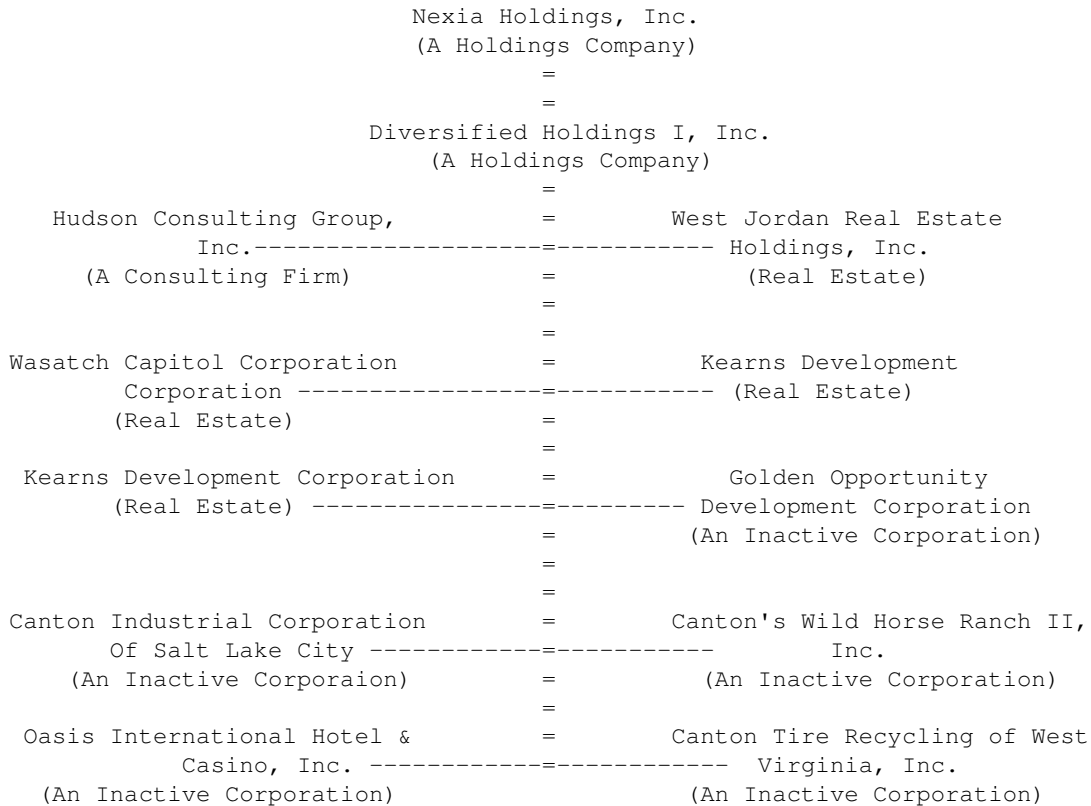 Nexia Holdings, Inc.
(A Holdings Company)
=
=
Diversified Holdings I, Inc.
(A Holdings Company)
=
Hudson Consulting Group, = West Jordan Real Estate
Inc.--------------------=----------- Holdings, Inc.
(A Consulting Firm) = (Real Estate)
=
=
Wasatch Capitol Corporation = Kearns Development
Corporation -----------------=----------- (Real Estate)
(Real Estate) =
=
Kearns Development Corporation = Golden Opportunity
(Real Estate) ----------------=--------- Development Corporation
= (An Inactive Corporation)
=
=
Canton Industrial Corporation = Canton's Wild Horse Ranch II,
Of Salt Lake City ------------=----------- Inc.
(An Inactive Corporaion) = (An Inactive Corporation)
=
Oasis International Hotel & = Canton Tire Recycling of West
Casino, Inc. ------------=------------ Virginia, Inc.
(An Inactive Corporation) (An Inactive Corporation)